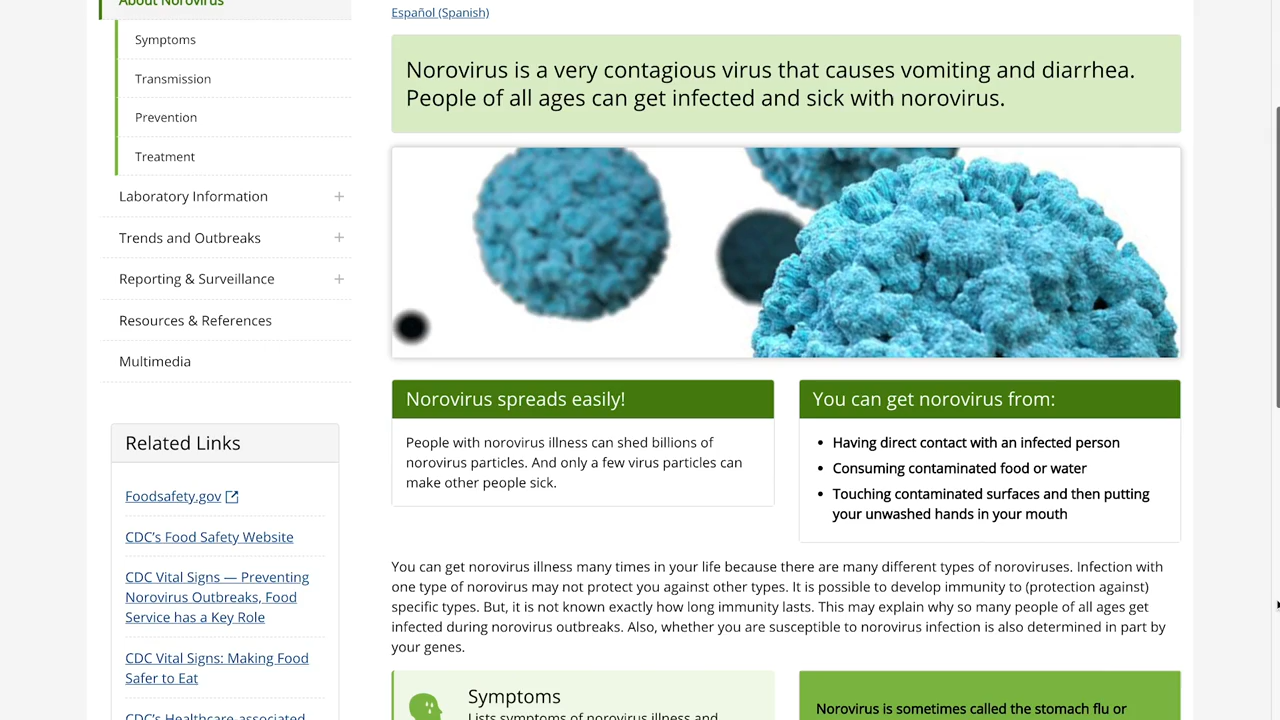 About Norovirus
Symptoms
Transmission
Prevention
Treatment
Laboratory Information
Trends and Outbreaks
Reporting & Surveillance
Resources & References
Multimedia
Related Links
Foodsafety.gov
CDC's Food Safety Website
CDC Vital Signs — Preventing
Norovirus Outbreaks, Food
Service has a Key Role
CDC Vital Signs: Making Food
Safer to Eat
CDC's Healthcare-associated
Español (Spanish)
Norovirus is a very contagious virus that causes vomiting and diarrhea.
People of all ages can get infected and sick with norovirus.
Norovirus spreads easily!
People with norovirus illness can shed billions of
norovirus particles. And only a few virus particles can
make other people sick.
You can get norovirus from:
• Having direct contact with an infected person
• Consuming contaminated food or water
• Touching contaminated surfaces and then putting
your unwashed hands in your mouth
You can get norovirus illness many times in your life because there are many different types of noroviruses. Infection with
one type of norovirus may not protect you against other types. It is possible to develop immunity to (protection against)
specific types. But, it is not known exactly how long immunity lasts. This may explain why so many people of all ages get
infected during norovirus outbreaks. Also, whether you are susceptible to norovirus infection is also determined in part by
your genes.
Symptoms
Lists symptoms of norovirus illness and
Norovirus is sometimes called the stomach flu or